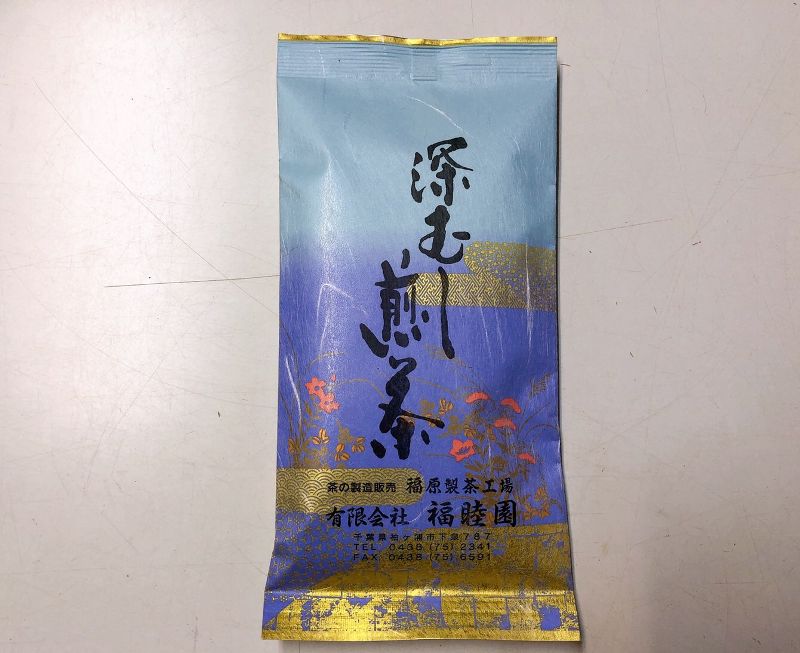 深むし煎茶
茶の製造販売 福原製茶工場
有限会社 福睦園
千葉県袖ヶ浦市下泉787
TEL 0438 (75) 2341
FAX 0438 (75) 6591